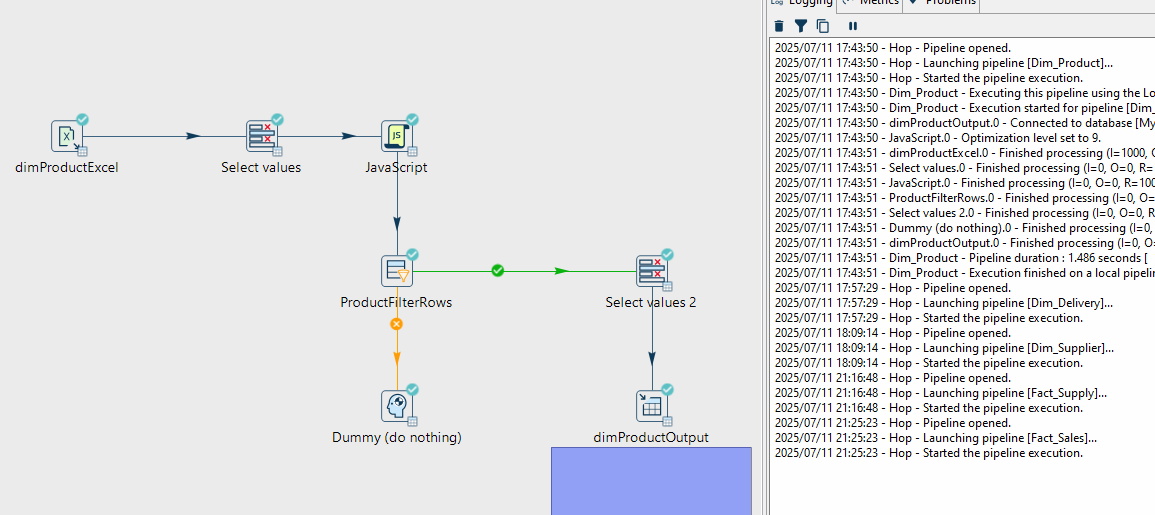 Logging
Metrics
Problems
dimProductExcel
Select values
JavaScript
JS
ProductFilterRows
Select values 2
Dummy (do nothing)
dimProductOutput
2025/07/11 17:43:50 - Hop - Pipeline opened.
2025/07/11 17:43:50 - Hop - Launching pipeline [Dim_Product]...
2025/07/11 17:43:50 - Hop - Started the pipeline execution.
2025/07/11 17:43:50 - Dim_Product - Executing this pipeline using the Lo
2025/07/11 17:43:50 - Dim_Product - Execution started for pipeline [Dim_
2025/07/11 17:43:50 - dimProductOutput.0 - Connected to database [My
2025/07/11 17:43:50 - JavaScript.0 - Optimization level set to 9.
2025/07/11 17:43:51 - dimProductExcel.0 - Finished processing (I=1000, O
2025/07/11 17:43:51 - Select values.0 - Finished processing (I=0, O=0, R=
2025/07/11 17:43:51 - JavaScript.0 - Finished processing (I=0, O=0, R=100
2025/07/11 17:43:51 - ProductFilterRows.0 - Finished processing (I=0, O=
2025/07/11 17:43:51 - Select values 2.0 - Finished processing (I=0, O=0, R
2025/07/11 17:43:51 - Dummy (do nothing).0 - Finished processing (I=0,
2025/07/11 17:43:51 - dimProductOutput.0 - Finished processing (I=0, O=
2025/07/11 17:43:51 - Dim_Product - Pipeline duration : 1.486 seconds [
2025/07/11 17:43:51 - Dim_Product - Execution finished on a local pipelin
2025/07/11 17:57:29 - Hop - Pipeline opened.
2025/07/11 17:57:29 - Hop - Launching pipeline [Dim_Delivery]...
2025/07/11 17:57:29 - Hop - Started the pipeline execution.
2025/07/11 18:09:14 - Hop - Pipeline opened.
2025/07/11 18:09:14 - Hop - Launching pipeline [Dim_Supplier]...
2025/07/11 18:09:14 - Hop - Started the pipeline execution.
2025/07/11 21:16:48 - Hop - Pipeline opened.
2025/07/11 21:16:48 - Hop - Launching pipeline [Fact_Supply]...
2025/07/11 21:16:48 - Hop - Started the pipeline execution.
2025/07/11 21:25:23 - Hop - Pipeline opened.
2025/07/11 21:25:23 - Hop - Launching pipeline [Fact_Sales]...
2025/07/11 21:25:23 - Hop - Started the pipeline execution.